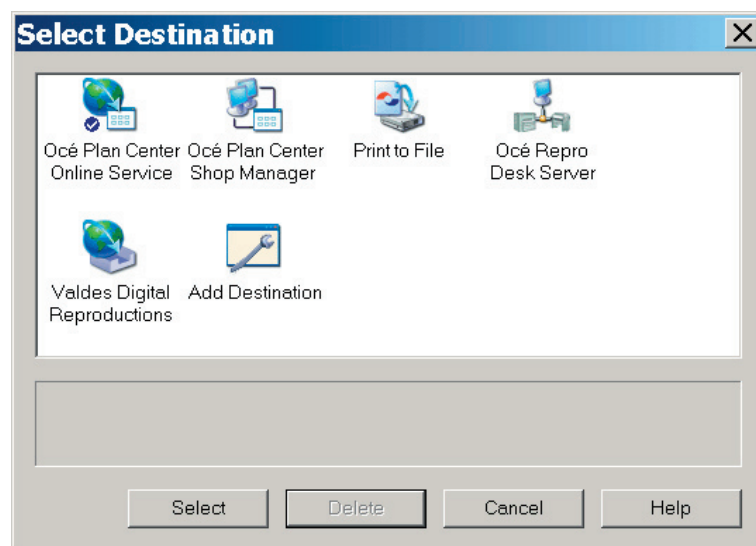 Select Destination
Océ Plan Center Océ Plan Center Print to File Océ Repro
Online Service Shop Manager Desk Server
Valdes Digital Add Destination
Reproductions
Select Delete Cancel Help